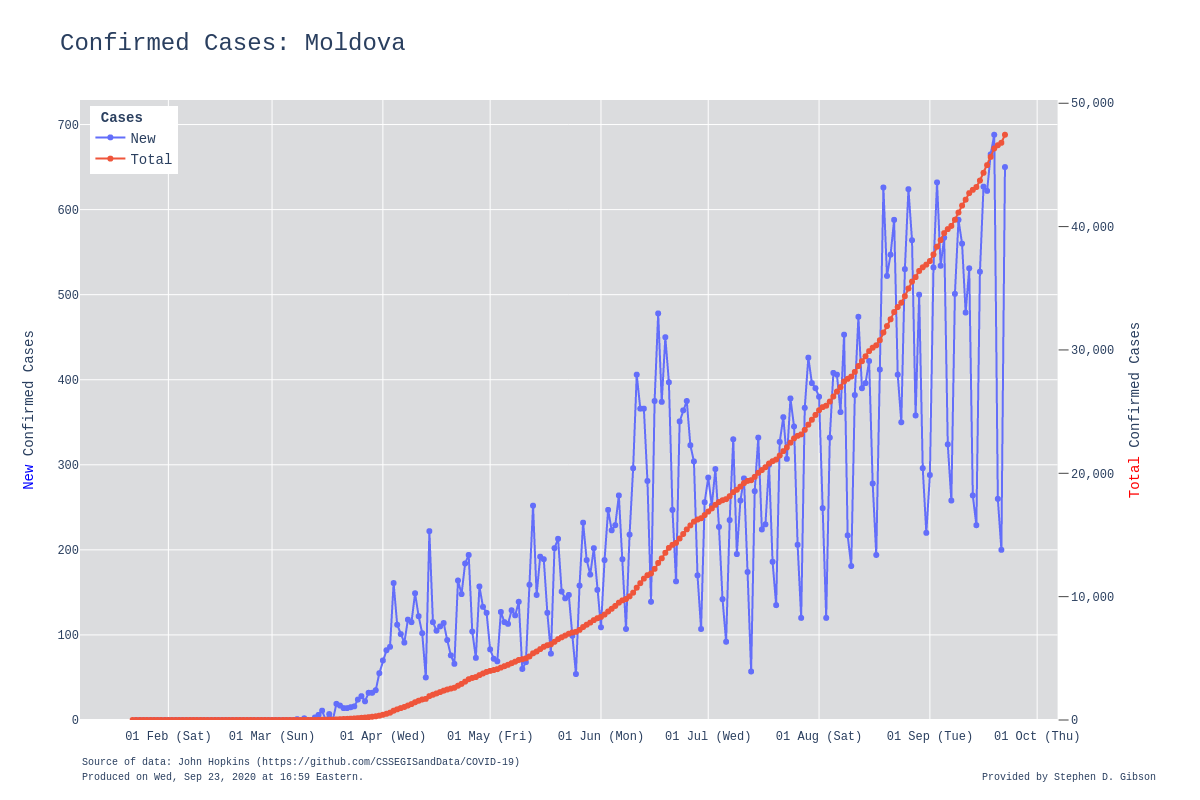 Confirmed Cases: Moldova
Cases
New
Total
700
600
500
400
300
200
100
0
50,000
40,000
30,000
20,000
10,000
0
New Confirmed Cases
Total Confirmed Cases
01 Feb (Sat)
01 Mar (Sun)
01 Apr (Wed)
01 May (Fri)
01 Jun (Mon)
01 Jul (Wed)
01 Aug (Sat)
01 Sep (Tue)
01 Oct (Thu)
Source of data: John Hopkins (https://github.com/CSSEGISandData/COVID-19)
Produced on Wed, Sep 23, 2020 at 16:59 Eastern.
Provided by Stephen D. Gibson